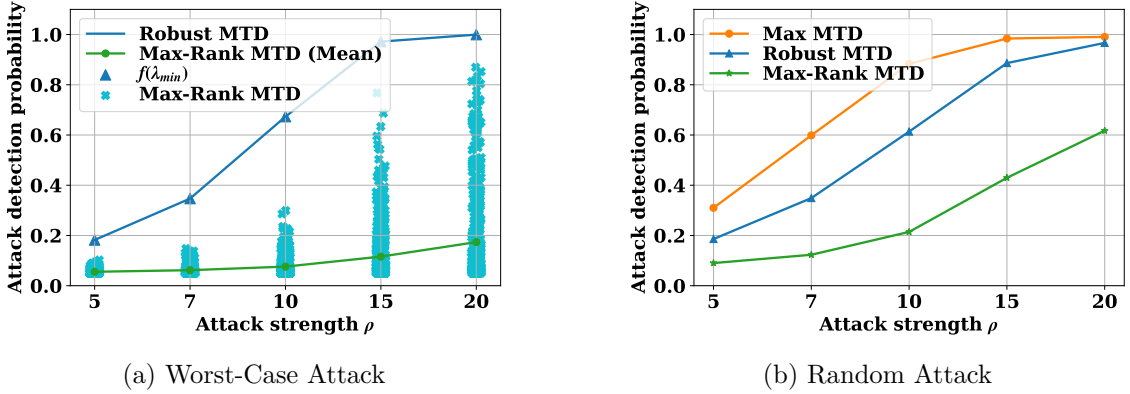 Attack detection probability
1.0
0.8
0.6
0.4
0.2
0.0
Robust MTD
Max-Rank MTD (Mean)
f(λmin)
Max-Rank MTD
5 7 10 15 20
Attack strength ρ
(a) Worst-Case Attack
Attack detection probability
1.0
0.8
0.6
0.4
0.2
0.0
Max MTD
Robust MTD
Max-Rank MTD
5 7 10 15 20
Attack strength ρ
(b) Random Attack